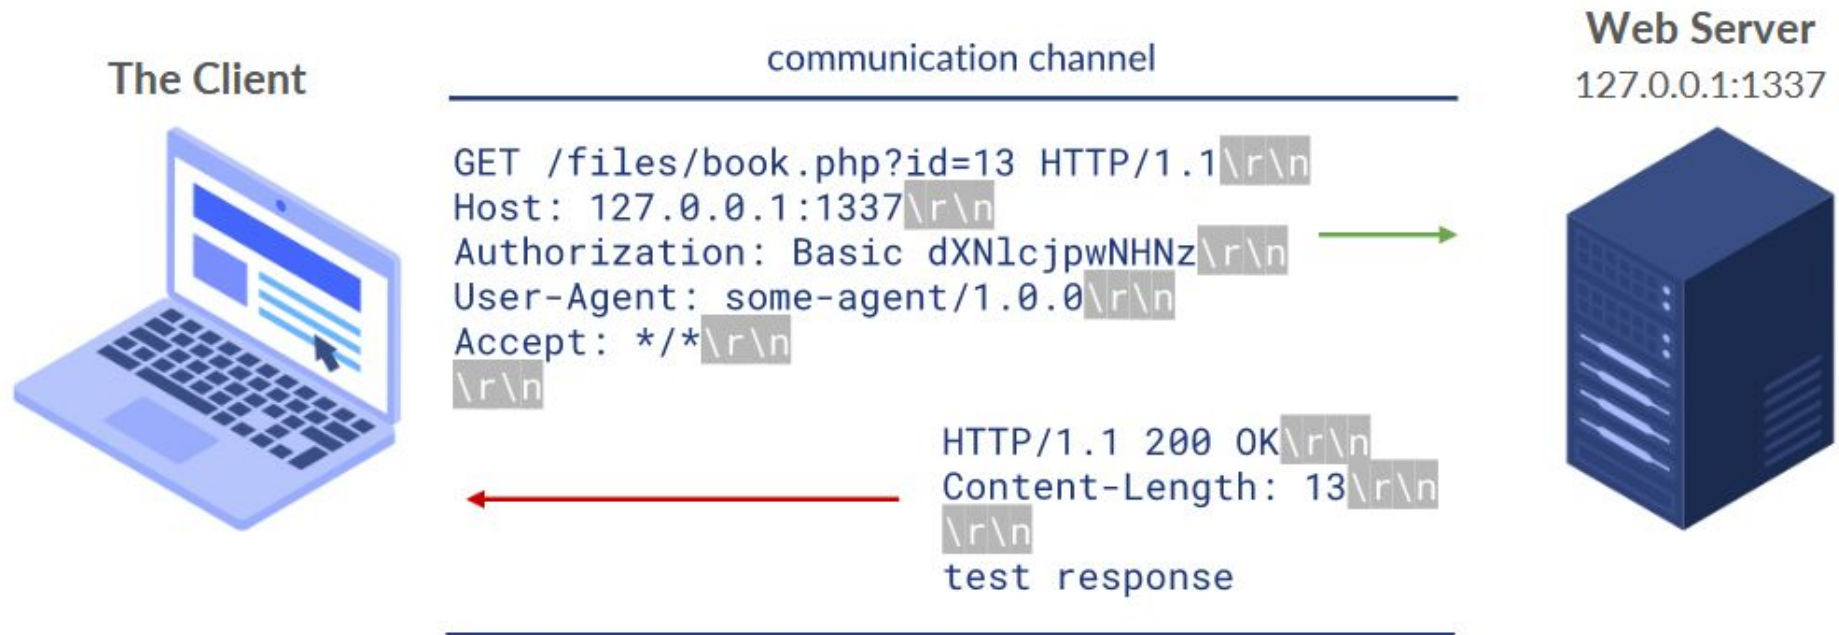 The Client
communication channel
Web Server
127.0.0.1:1337
GET /files/book.php?id=13 HTTP/1.1\r\n
Host: 127.0.0.1:1337\r\n
Authorization: Basic dXNlcjpwNHNz\r\n
User-Agent: some-agent/1.0.0\r\n
Accept: */*\r\n
\r\n
HTTP/1.1 200 OK\r\n
Content-Length: 13\r\n
\r\n
test response